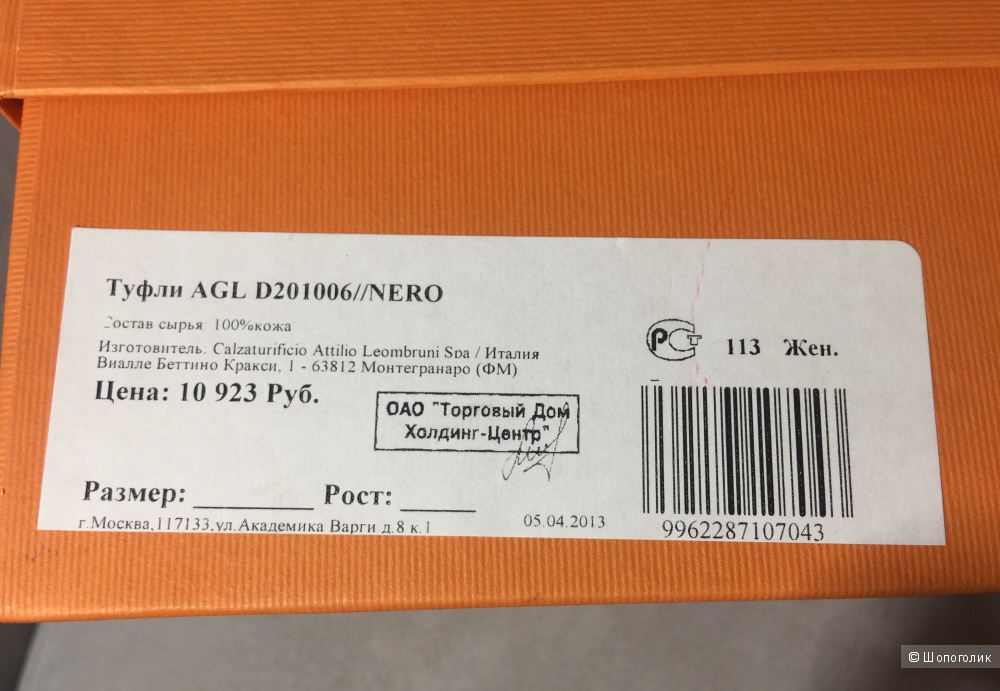 Туфли AGL D201006//NERO
Состав сырья: 100%кожа
Изготовитель: Calzaturificio Attilio Leombruni Spa / Италия
Виалле Беттино Кракси, 1 - 63812 Монтегранаро (ФМ)
Цена: 10 923 Руб.
ОАО "Торговый Дом
Холдинг-Центр"
РСТ 113 Жен.
Размер: ________ Рост: _____
г.Москва,117133,ул.Академика Варги д.8 к.1
05.04.2013
9962287107043
© Шопоголик